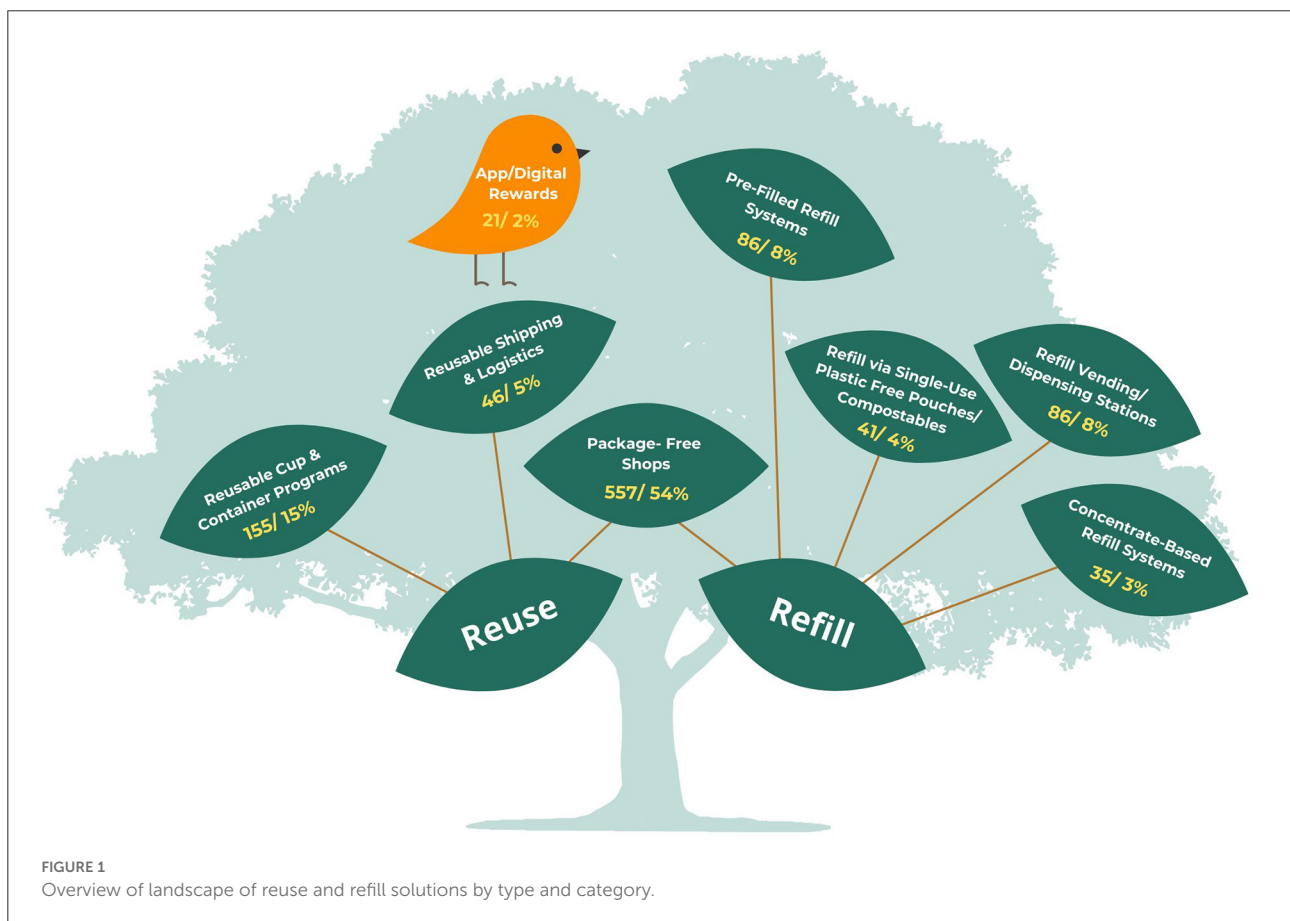 App/Digital
Rewards
21/ 2%
Pre-Filled Refill
Systems
86/ 8%
Reusable Shipping
& Logistics
46/ 5%
Refill via Single-Use
Plastic Free Pouches/
Compostables
41/ 4%
Refill Vending/
Dispensing Stations
86/ 8%
Reusable Cup &
Container Programs
155/ 15%
Package- Free
Shops
557/ 54%
Concentrate-Based
Refill Systems
35/ 3%
Reuse
Refill
FIGURE 1
Overview of landscape of reuse and refill solutions by type and category.